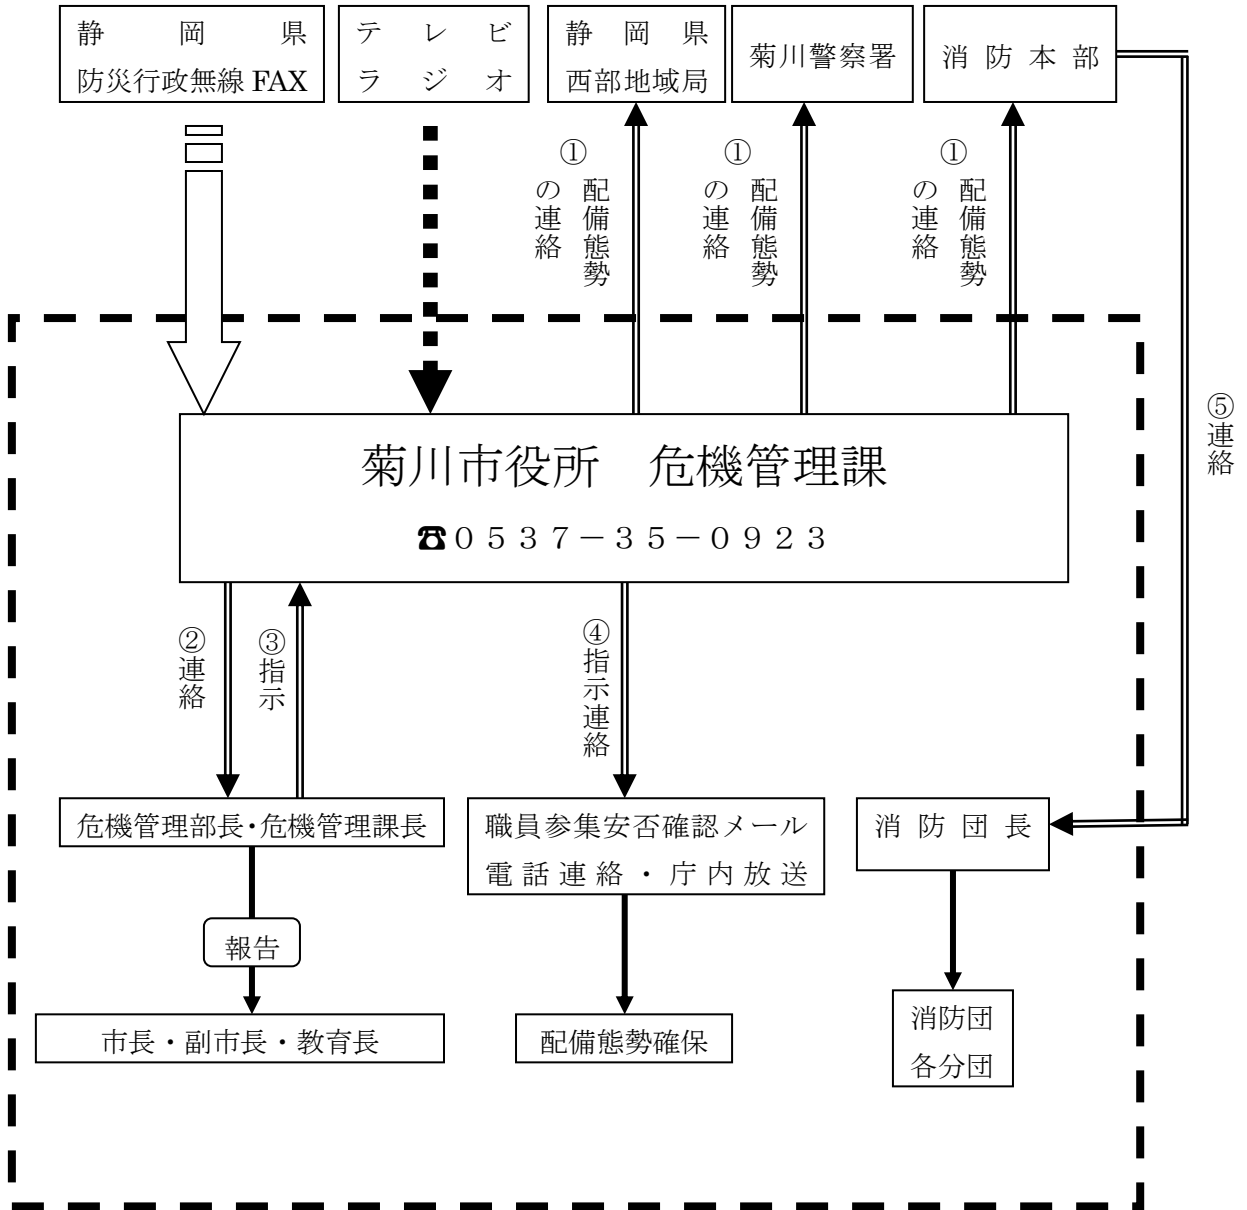 静岡県
防災行政無線 FAX
テレビ
ラジオ
静岡県
西部地域局
菊川警察署
消防本部
①
配備態勢
の連絡
①
配備態勢
の連絡
①
配備態勢
の連絡
⑤連絡
菊川市役所　危機管理課
☎０５３７－３５－０９２３
②連絡
③指示
④指示連絡
危機管理部長・危機管理課長
職員参集安否確認メール
電話連絡・庁内放送
消防団長
報告
市長・副市長・教育長
配備態勢確保
消防団
各分団